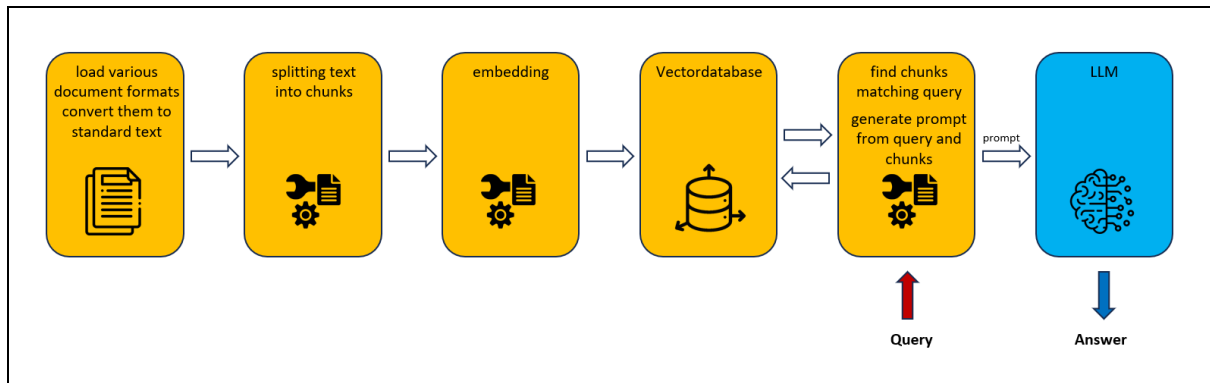 load various
document formats
convert them to
standard text
splitting text
into chunks
embedding
Vectordatabase
find chunks
matching query
generate prompt
from query and
chunks
prompt
LLM
Query
Answer